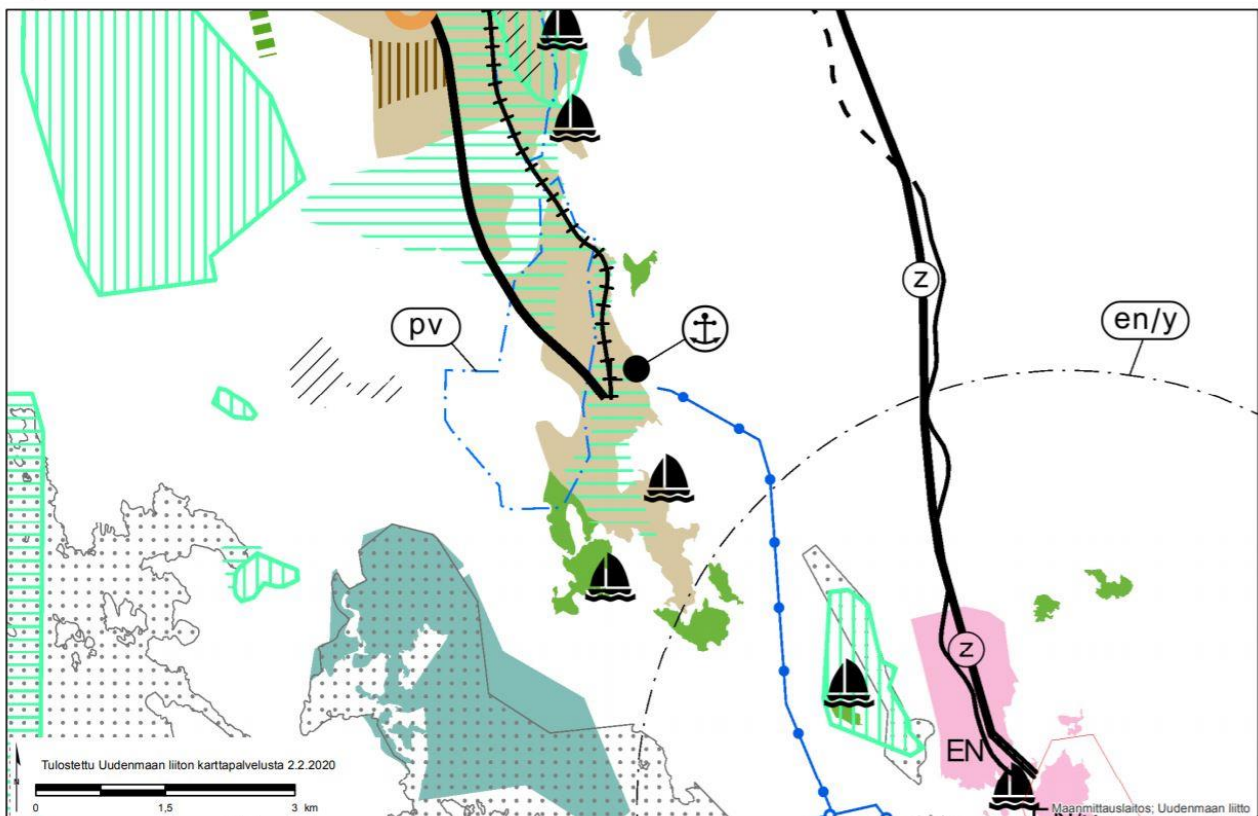 z
pv
en/y
z
EN
Tulostettu Uudenmaan liiton karttapalvelusta 2.2.2020
N
0 1,5 3 km
Maanmittauslaitos; Uudenmaan liitto